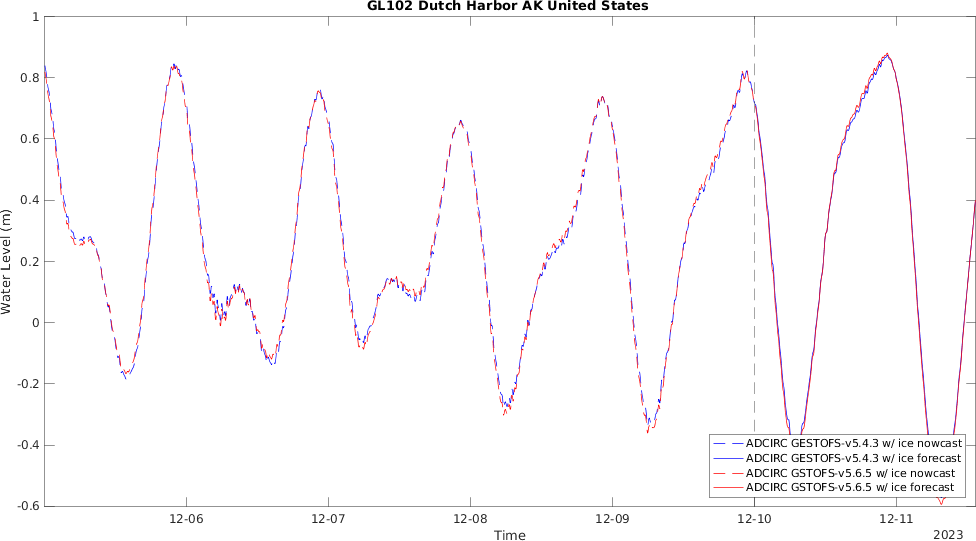 GL102 Dutch Harbor AK United States
Water Level (m)
1
0.8
0.6
0.4
0.2
0
-0.2
-0.4
-0.6
ADCIRC GESTOFS-v5.4.3 w/ ice nowcast
ADCIRC GESTOFS-v5.4.3 w/ ice forecast
ADCIRC GSTOFS-v5.6.5 w/ ice nowcast
ADCIRC GSTOFS-v5.6.5 w/ ice forecast
12-06 12-07 12-08 12-09 12-10 12-11
Time
2023